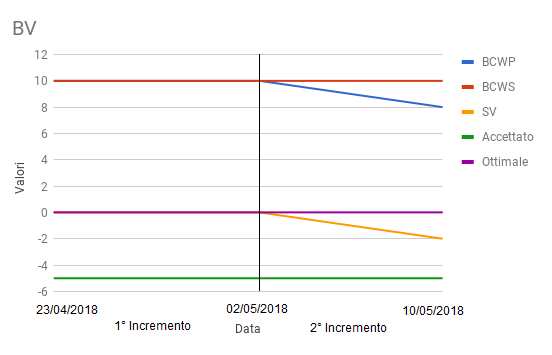 BV
12
10
8
6
4
2
0
-2
-4
-6
Valori
23/04/2018
02/05/2018
10/05/2018
1° Incremento
Data
2° Incremento
BCWP
BCWS
SV
Accettato
Ottimale